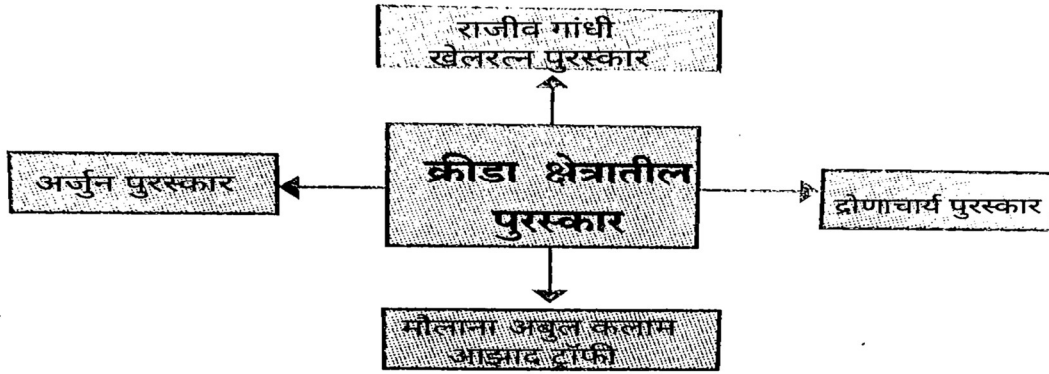 राजीव गांधी
खेलरत्न पुरस्कार
क्रीडा क्षेत्रातील
पुरस्कार
अर्जुन पुरस्कार
द्रोणाचार्य पुरस्कार
मौलाना अबुल कलाम
आझाद ट्रॉफी